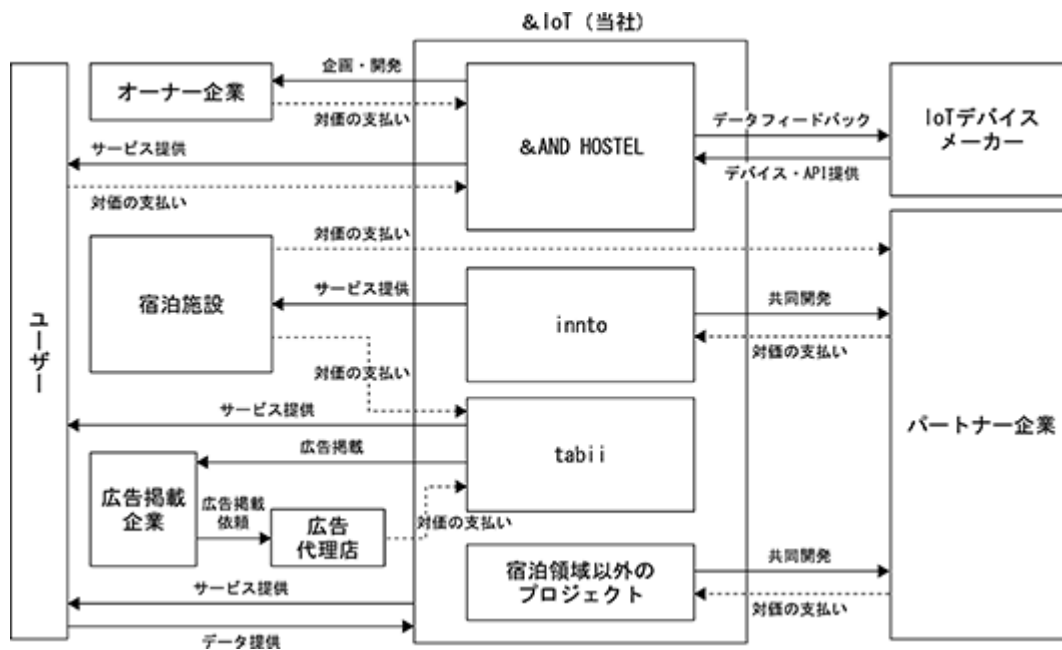 &IoT（当社）
オーナー企業
企画・開発
対価の支払い
サービス提供
対価の支払い
&AND HOSTEL
データフィードバック
デバイス・API提供
IoTデバイス
メーカー
対価の支払い
宿泊施設
サービス提供
innto
共同開発
対価の支払い
ユーザー
対価の支払い
サービス提供
広告掲載
tabii
パートナー企業
広告掲載
企業
広告掲載
依頼
広告
代理店
対価の支払い
宿泊領域以外の
プロジェクト
共同開発
対価の支払い
サービス提供
データ提供